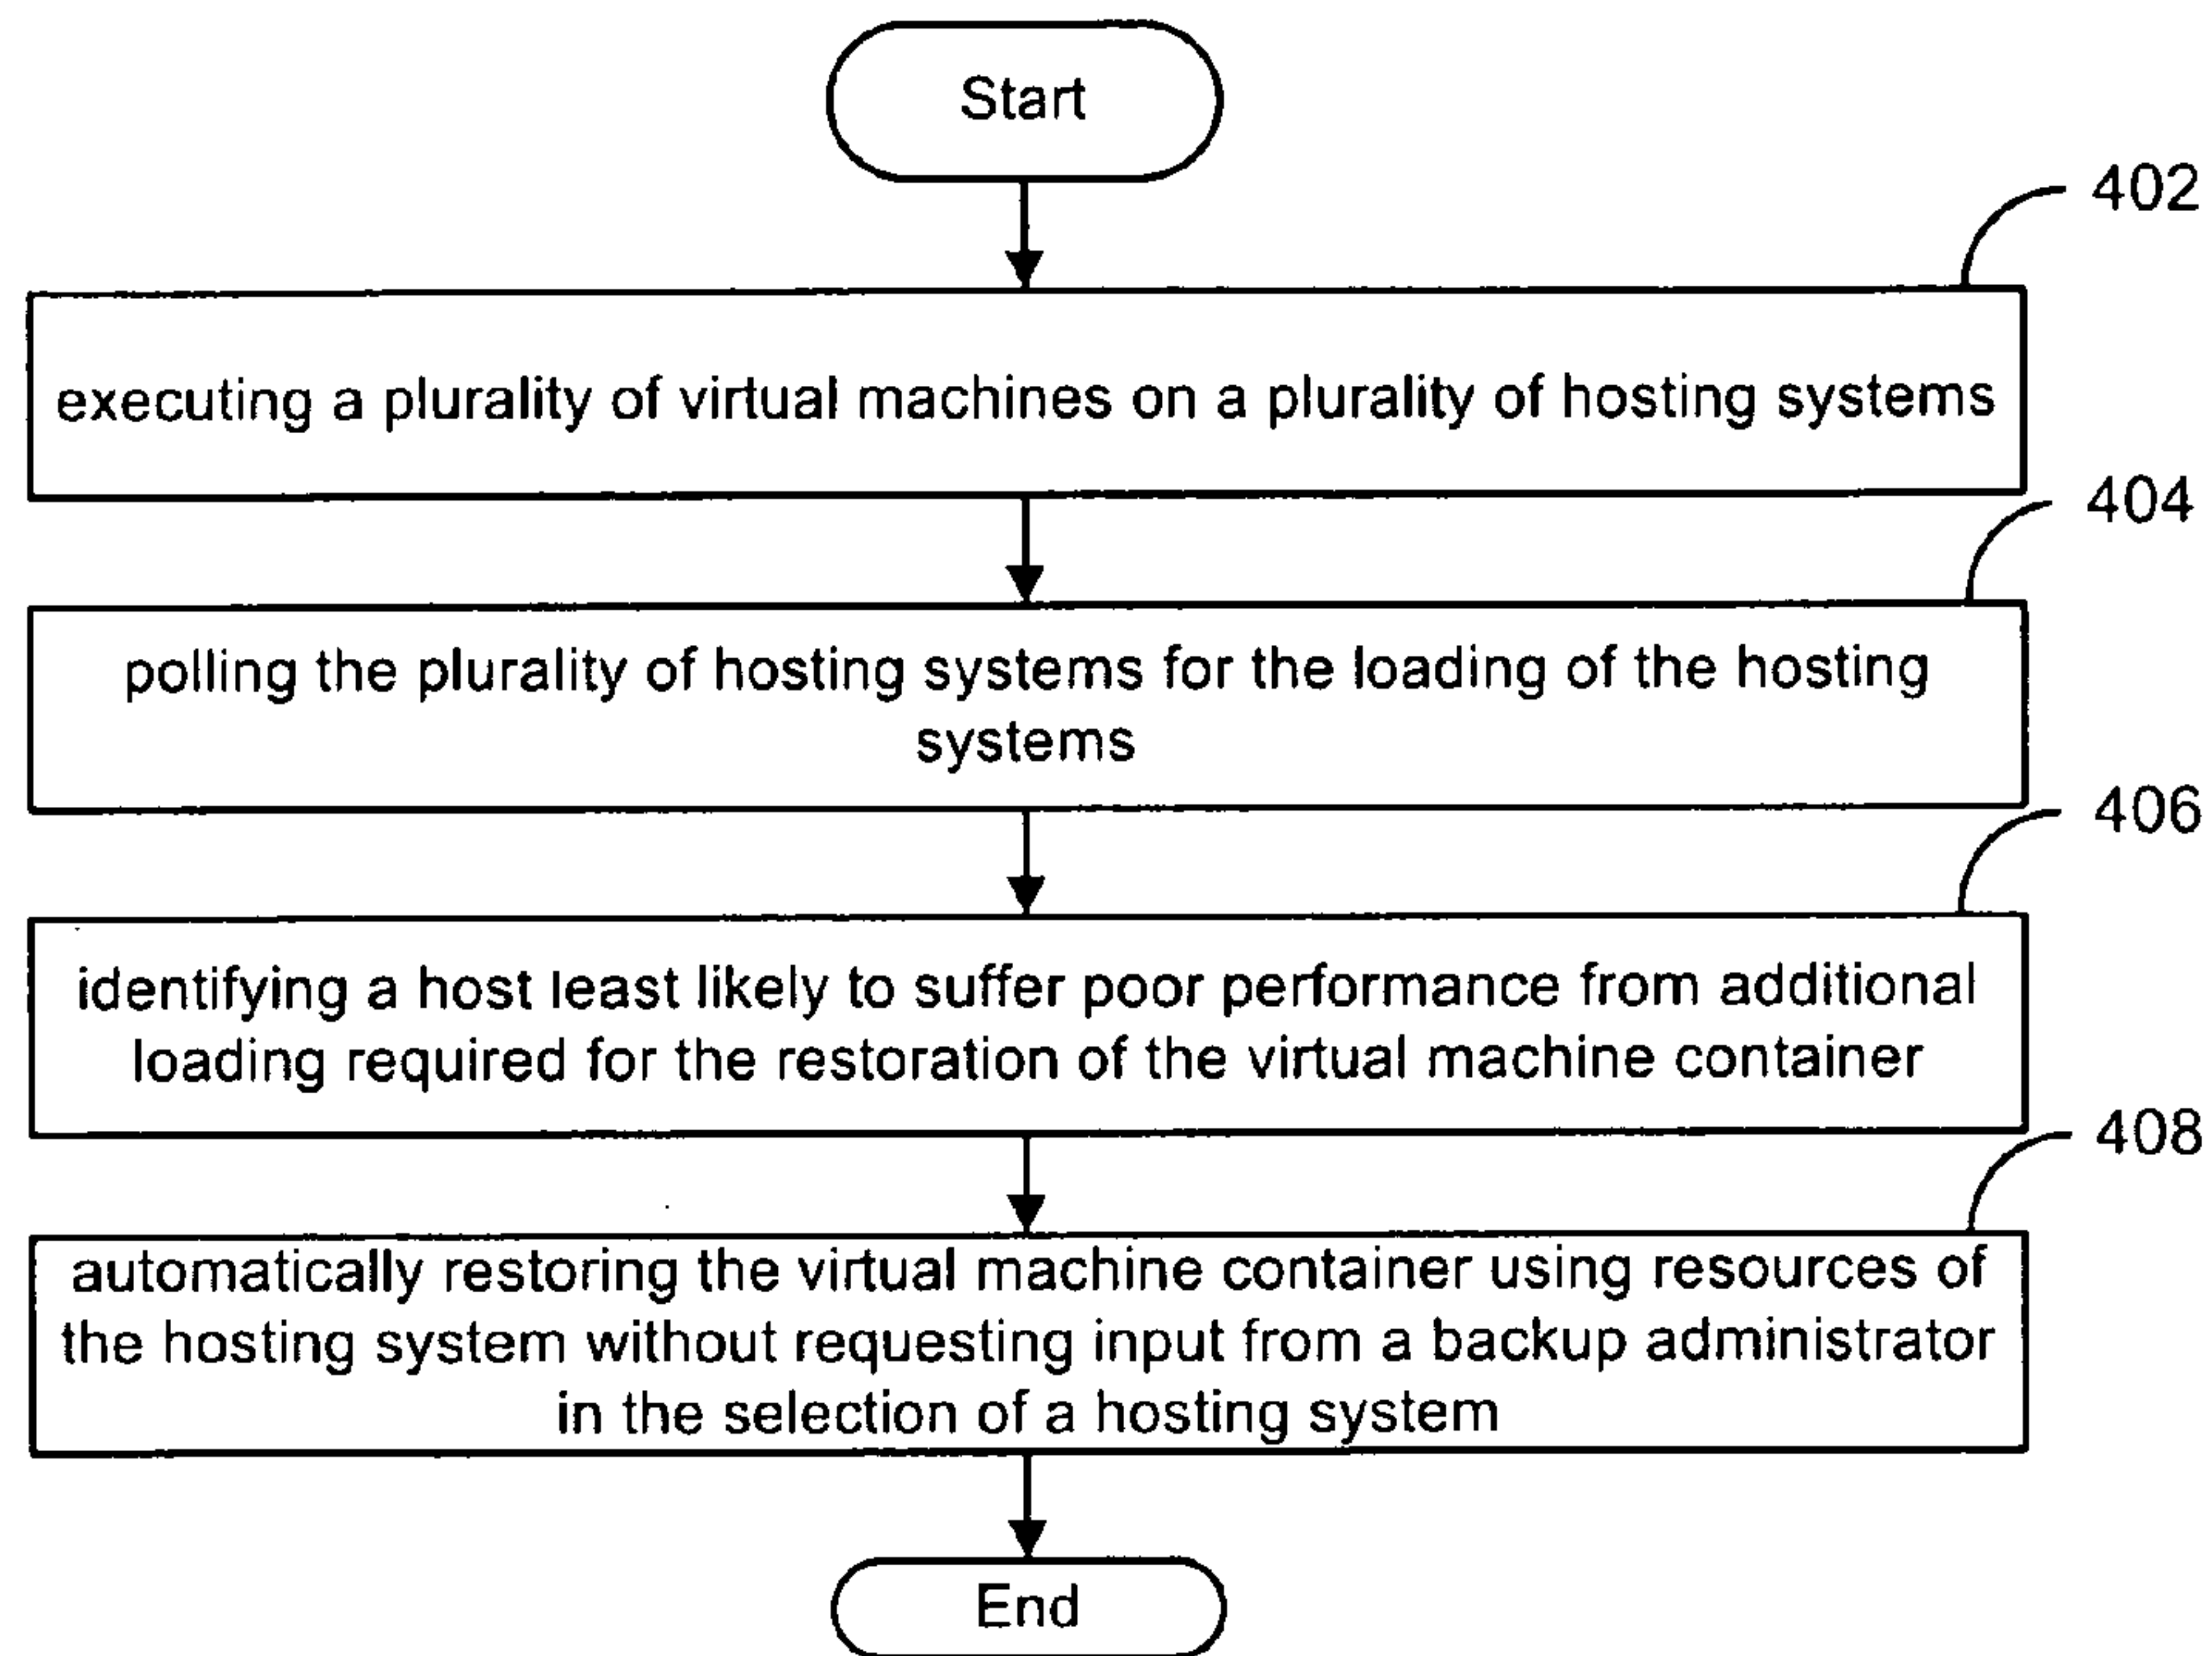 Start
402
executing a plurality of virtual machines on a plurality of hosting systems
404
polling the plurality of hosting systems for the loading of the hosting
systems
406
identifying a host least likely to suffer poor performance from additional
loading required for the restoration of the virtual machine container
408
automatically restoring the virtual machine container using resources of
the hosting system without requesting input from a backup administrator
in the selection of a hosting system
End